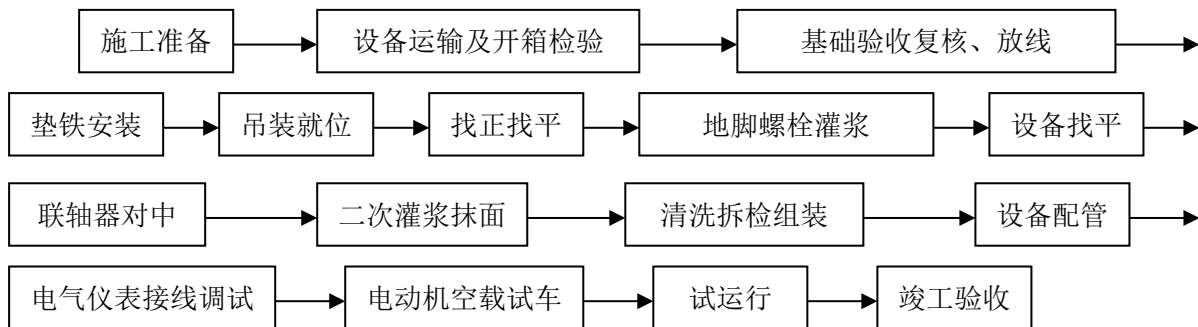 施工准备 设备运输及开箱检验 基础验收复核、放线
垫铁安装 吊装就位 找正找平 地脚螺栓灌浆 设备找平
联轴器对中 二次灌浆抹面 清洗拆检组装 设备配管
电气仪表接线调试 电动机空载试车 试运行 竣工验收